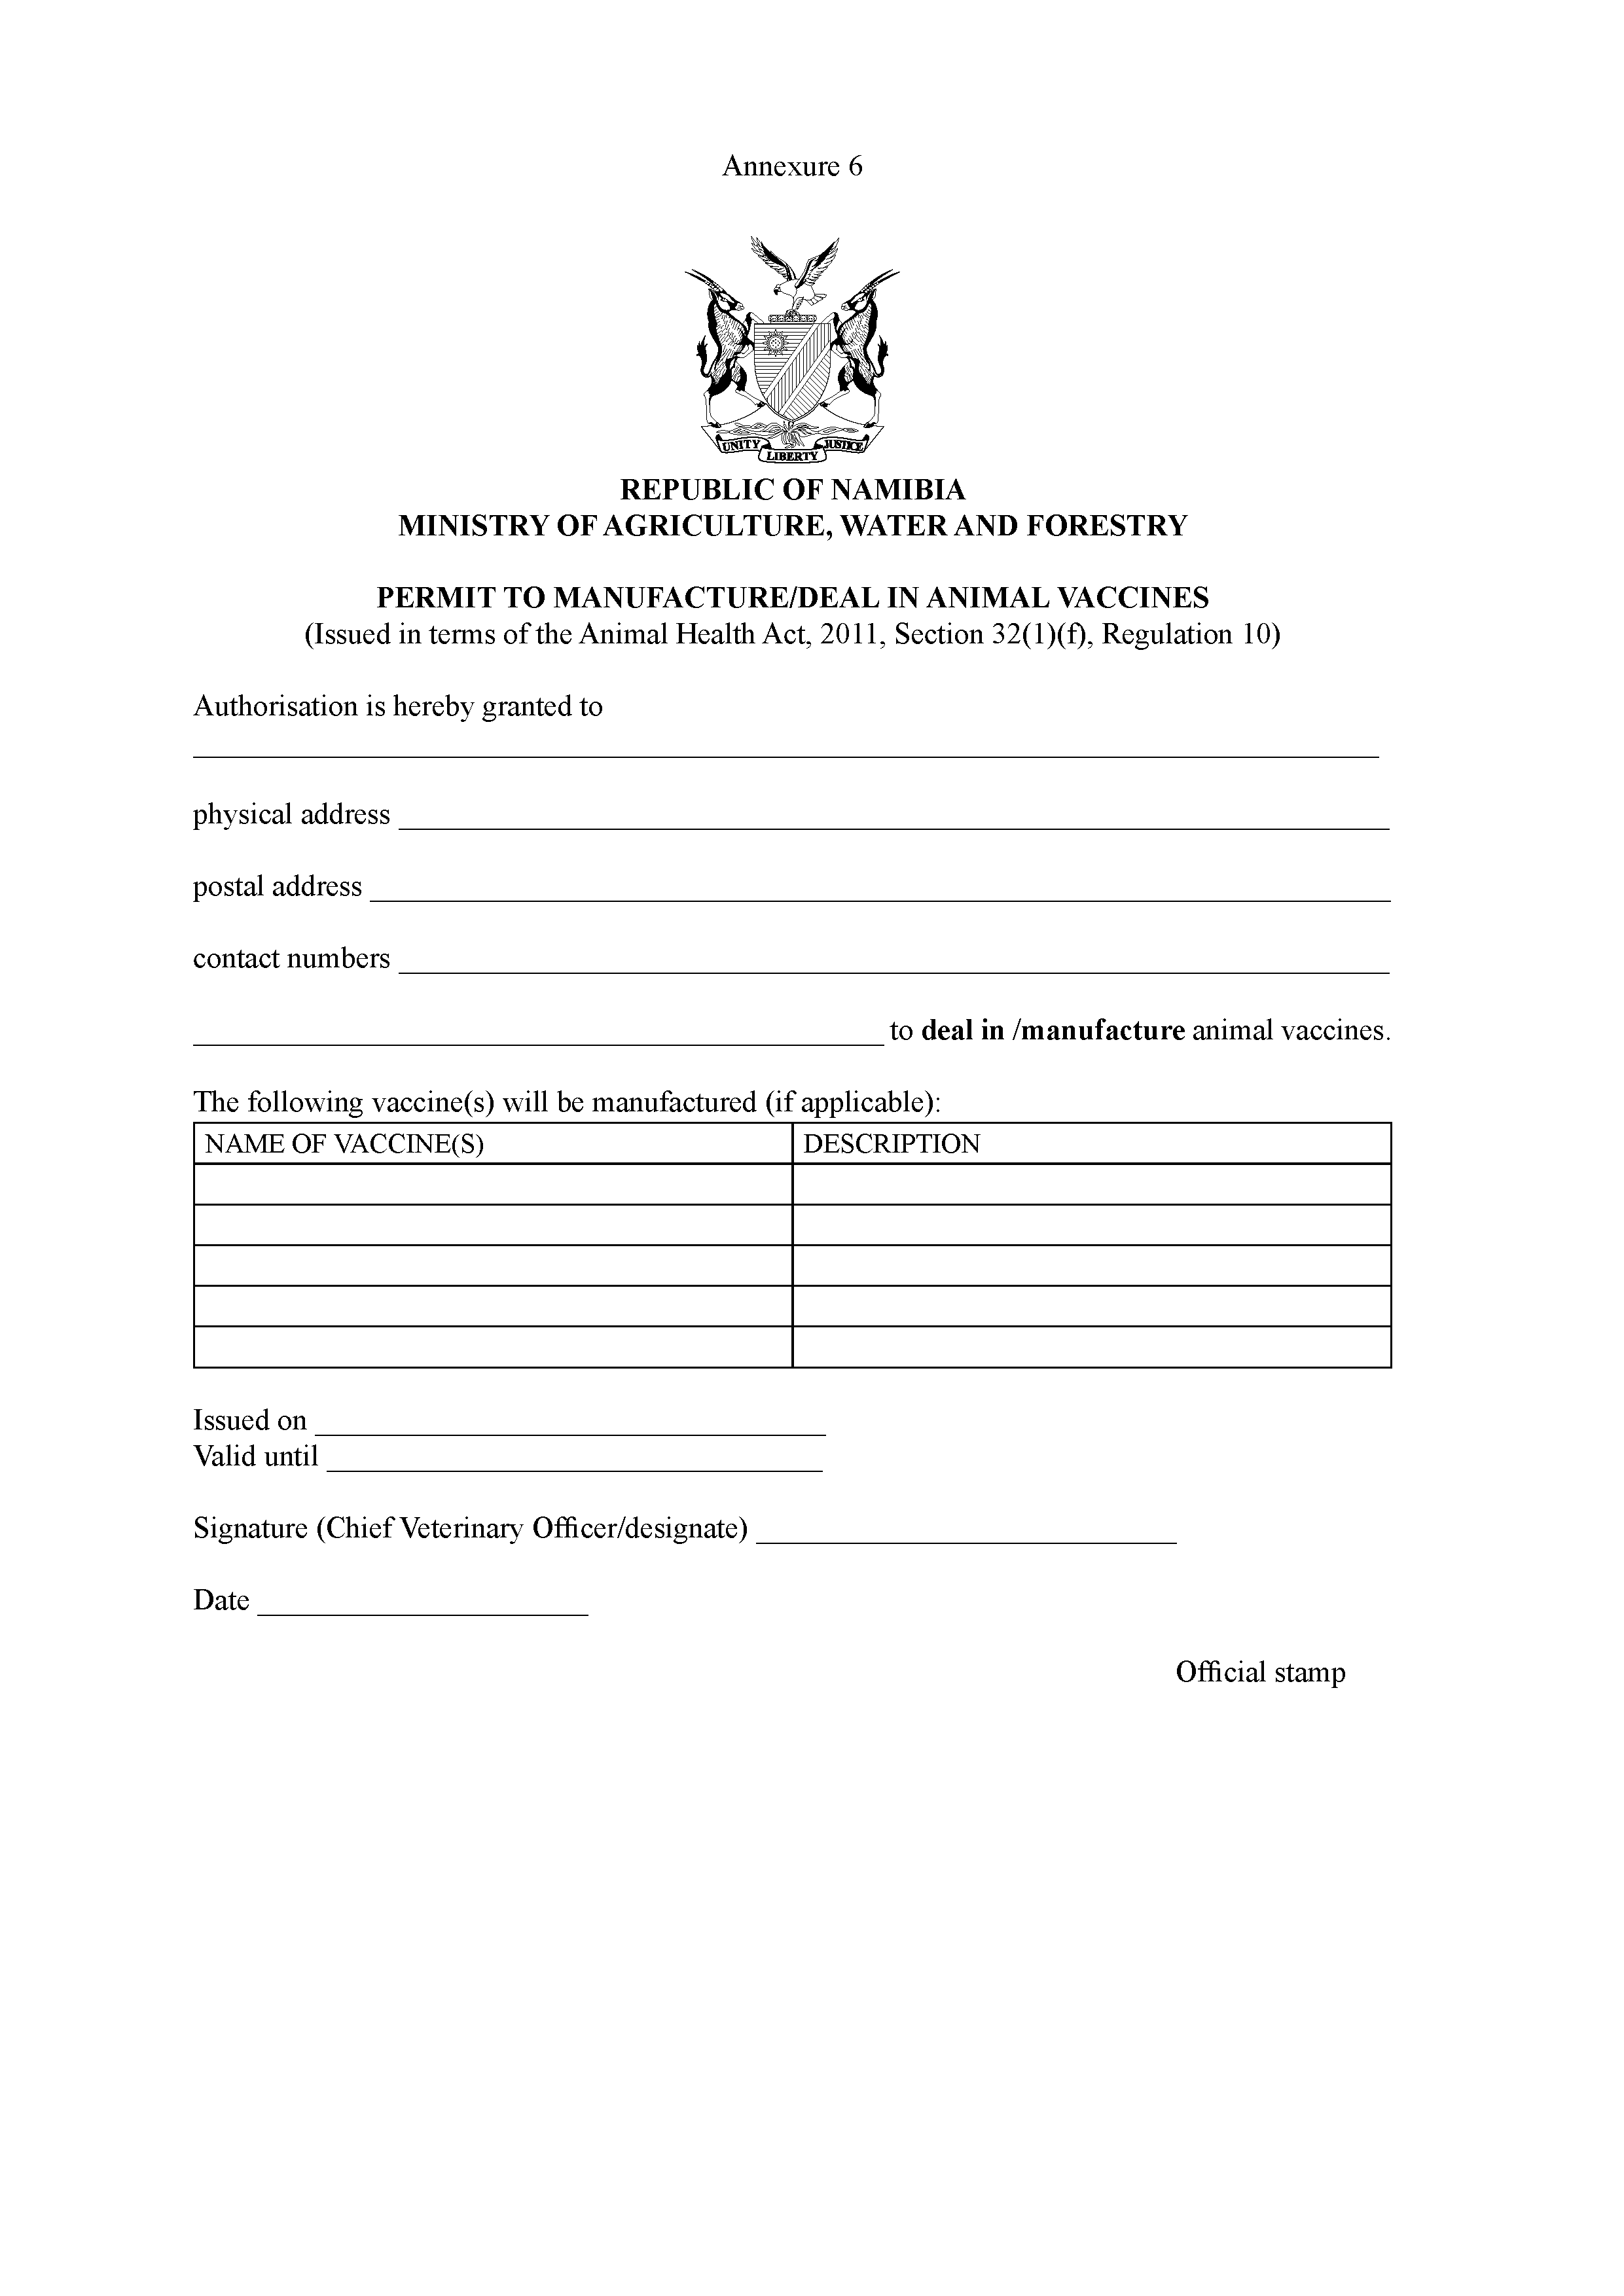 Annexure 6
UNITY LIBERTY JUSTICE
REPUBLIC OF NAMIBIA
MINISTRY OF AGRICULTURE, WATER AND FORESTRY
PERMIT TO MANUFACTURE/DEAL IN ANIMAL VACCINES
(Issued in terms of the Animal Health Act, 2011, Section 32(1)(f), Regulation 10)
Authorisation is hereby granted to
physical address
postal address
contact numbers
to deal in /manufacture animal vaccines.
The following vaccine(s) will be manufactured (if applicable):
NAME OF VACCINE(S) DESCRIPTION
Issued on
Valid until
Signature (Chief Veterinary Officer/designate)
Date
Official stamp